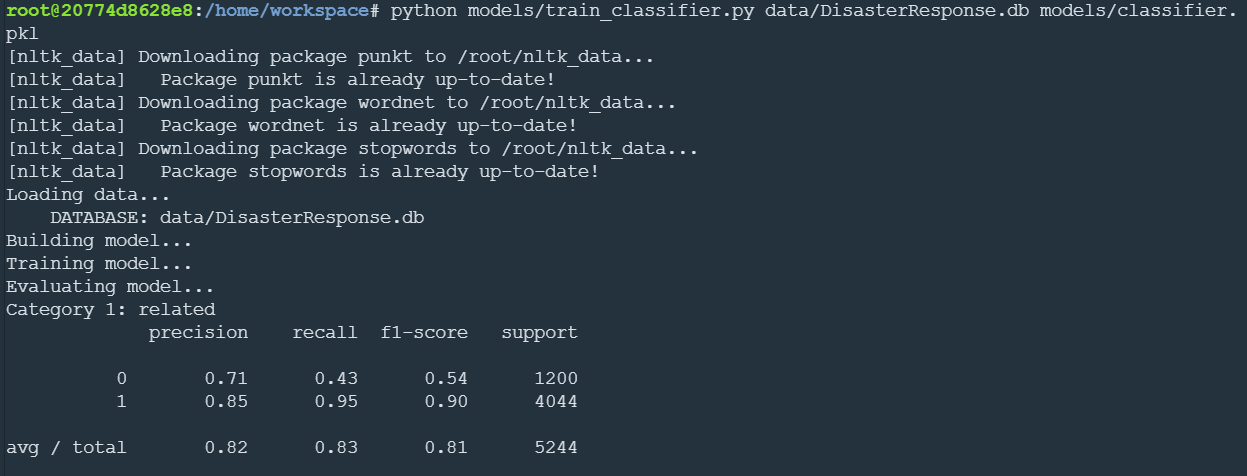 root@20774d8628e8:/home/workspace# python models/train_classifier.py data/DisasterResponse.db models/classifier.
pkl
[nltk_data] Downloading package punkt to /root/nltk_data...
[nltk_data]   Package punkt is already up-to-date!
[nltk_data] Downloading package wordnet to /root/nltk_data...
[nltk_data]   Package wordnet is already up-to-date!
[nltk_data] Downloading package stopwords to /root/nltk_data...
[nltk_data]   Package stopwords is already up-to-date!
Loading data...
    DATABASE: data/DisasterResponse.db
Building model...
Training model...
Evaluating model...
Category 1: related
             precision    recall  f1-score   support
          0       0.71      0.43      0.54      1200
          1       0.85      0.95      0.90      4044
avg / total       0.82      0.83      0.81      5244